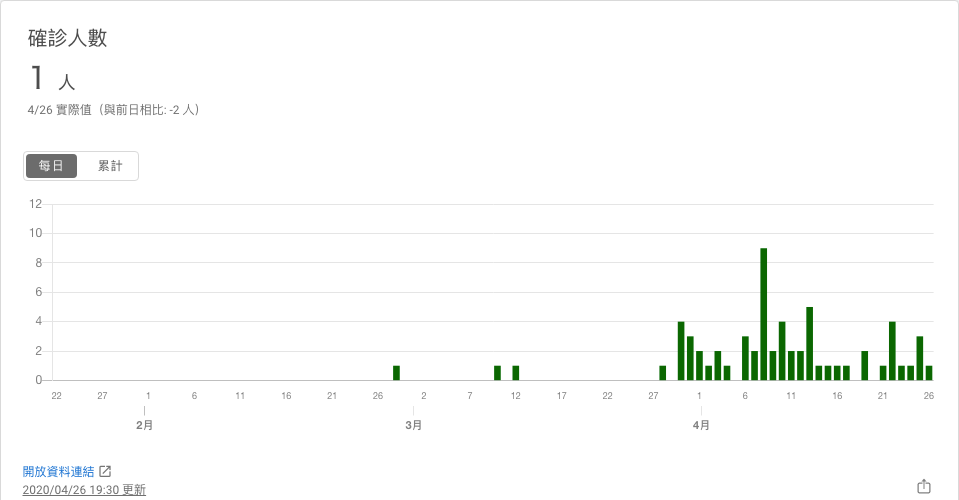 確診人數
1 人
4/26 實際值（與前日相比: -2 人）
每日 累計
12
10
8
6
4
2
0
22 27 1 6 11 16 21 26 2 7 12 17 22 27 1 6 11 16 21 26
2月 3月 4月
開放資料連結
2020/04/26 19:30 更新